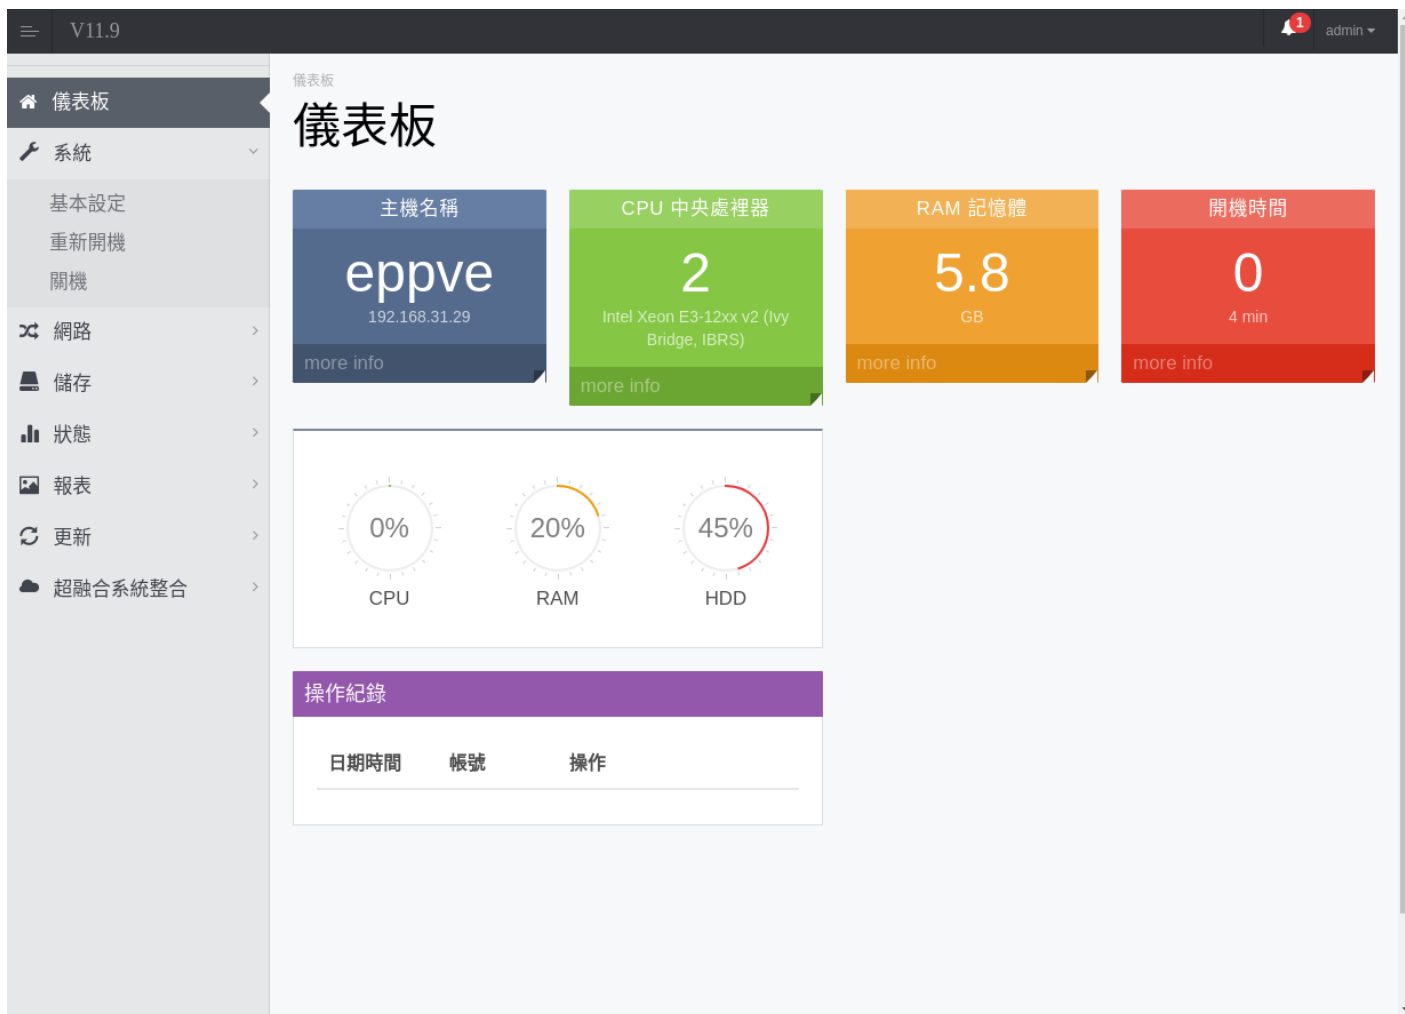 V11.9
1
admin
儀表板
系統
基本設定
重新開機
關機
網路
儲存
狀態
報表
更新
超融合系統整合
儀表板
儀表板
主機名稱
eppve
192.168.31.29
more info
CPU 中央處裡器
2
Intel Xeon E3-12xx v2 (Ivy
Bridge, IBRS)
more info
RAM 記憶體
5.8
GB
more info
開機時間
0
4 min
more info
0%
CPU
20%
RAM
45%
HDD
操作紀錄
日期時間 帳號 操作